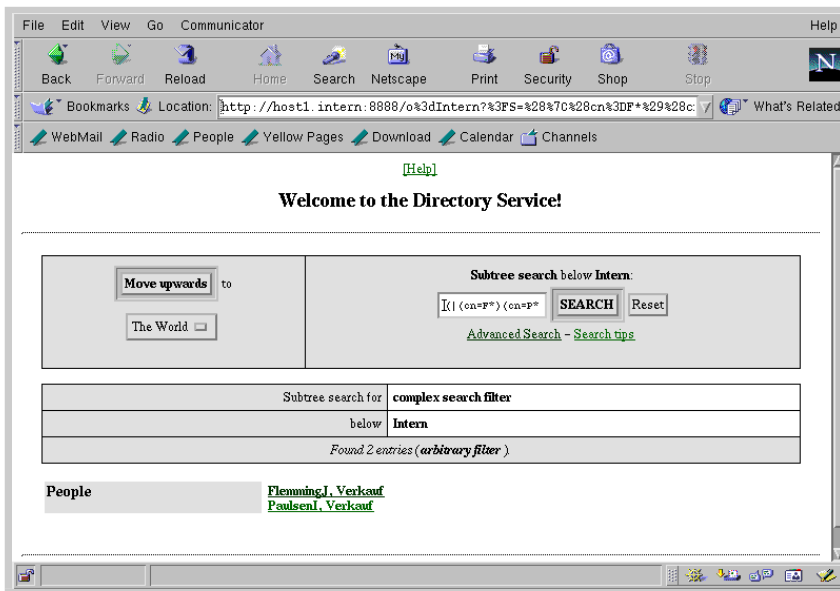 File Edit View Go Communicator Help
Back Forward Reload Home Search Netscape Print Security Shop Stop
My
N
Bookmarks Location: http://host1.intern:8888/o%3dIntern?%3FS=%28%7C%28cn%3DF*%29%28c: What's Related
WebMail Radio People Yellow Pages Download Calendar Channels
[Help]
Welcome to the Directory Service!
Move upwards to
The World
Subtree search below Intern:
(|(cn=F*)(cn=P* SEARCH Reset
Advanced Search - Search tips
Subtree search for complex search filter
below Intern
Found 2 entries (arbitrary filter ).
People FlemmingJ, Verkauf
PaulsenI, Verkauf